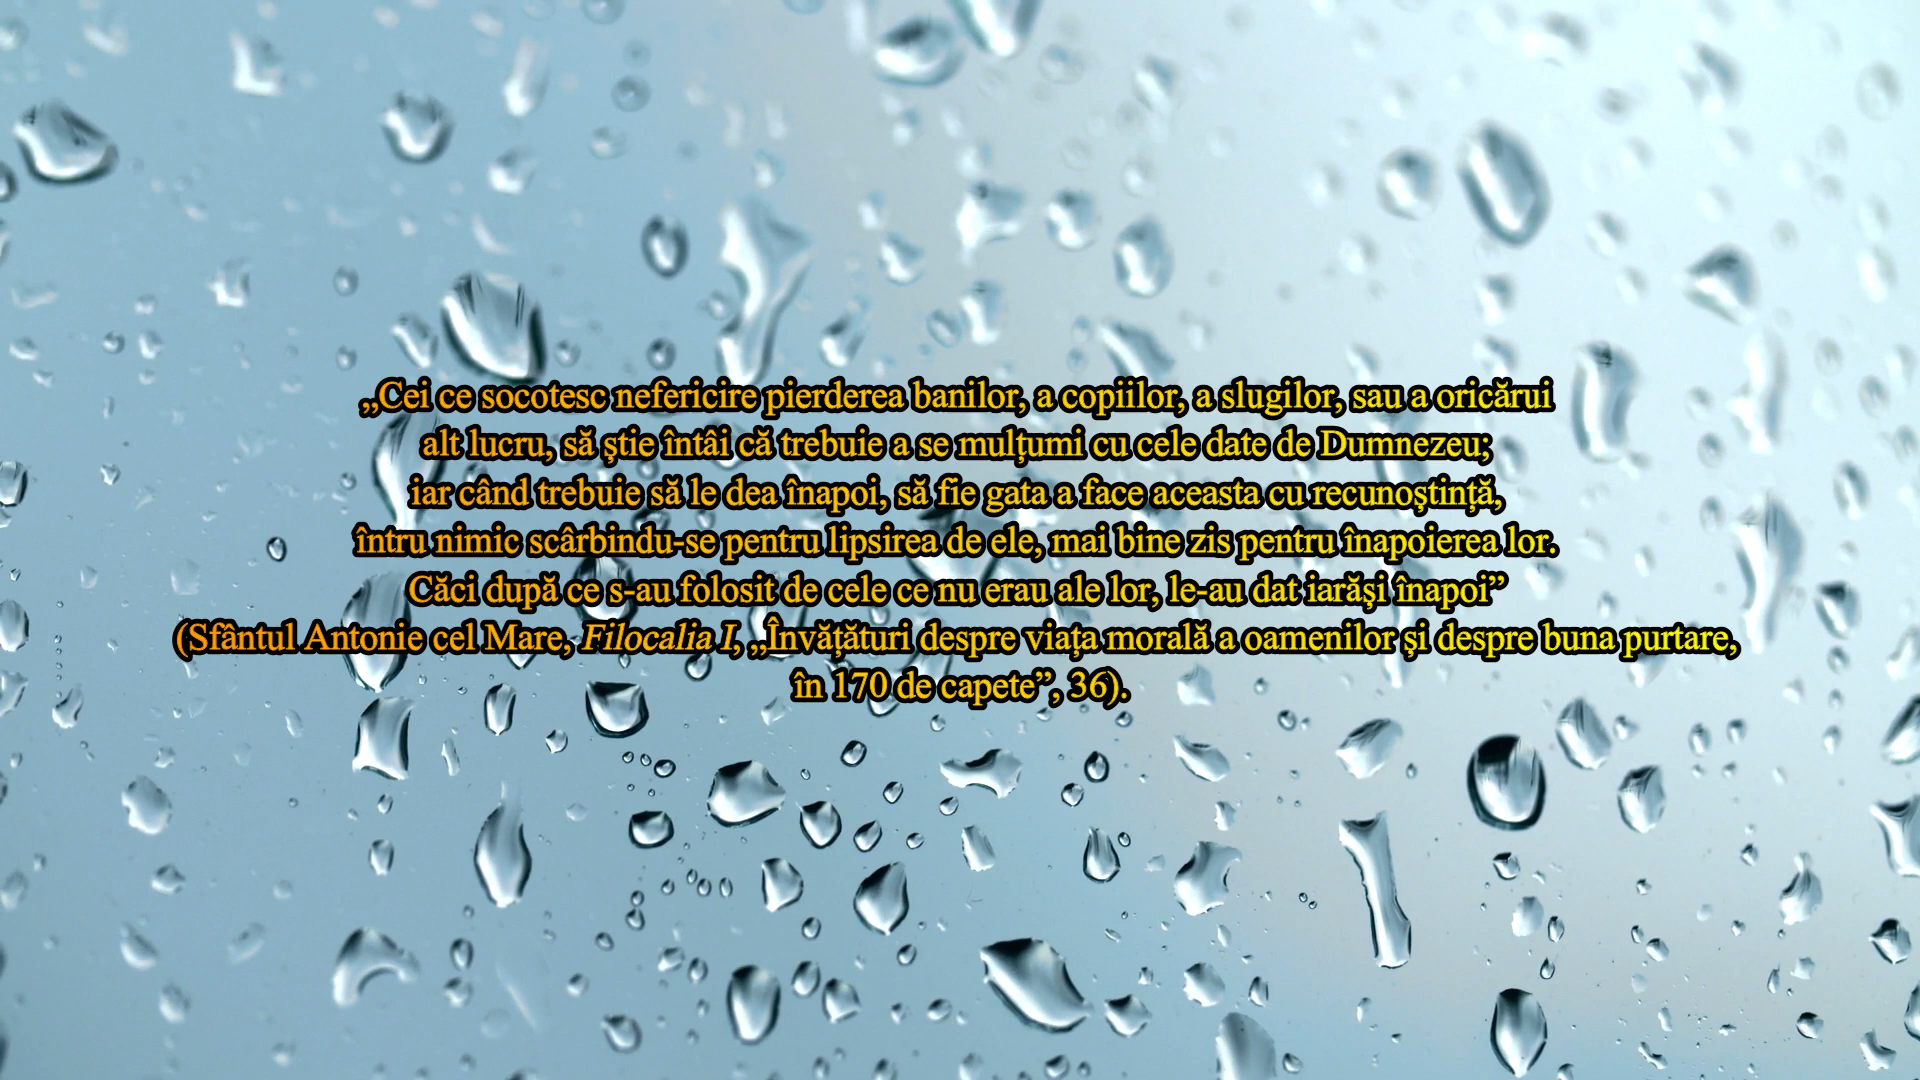 „Cei ce socotesc nefericire pierderea banilor, a copiilor, a slugilor, sau a oricărui
alt lucru, să știe întâi că trebuie a se mulțumi cu cele date de Dumnezeu;
iar când trebuie să le dea înapoi, să fie gata a face aceasta cu recunoștință,
întru nimic scârbindu-se pentru lipsirea de ele, mai bine zis pentru înapoierea lor.
Căci după ce s-au folosit de cele ce nu erau ale lor, le-au dat iarăși înapoi”
(Sfântul Antonie cel Mare, Filocalia I, „Învățături despre viața morală a oamenilor și despre buna purtare,
în 170 de capete”, 36).